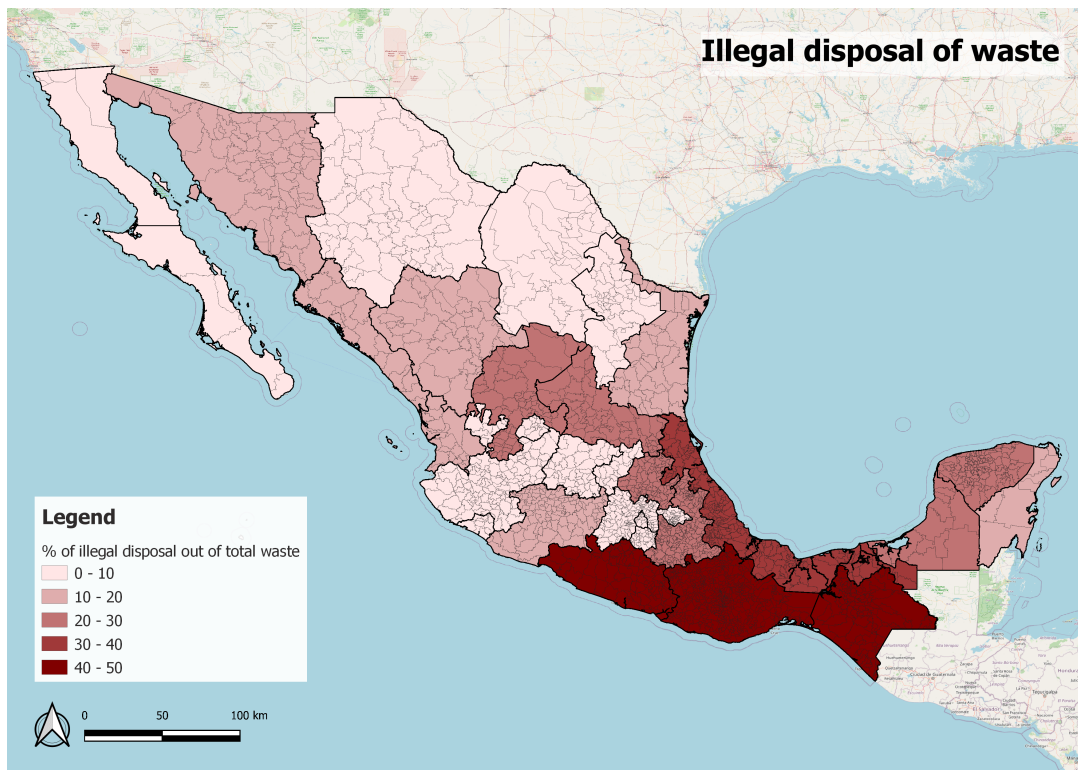 Illegal disposal of waste
Legend
% of illegal disposal out of total waste
0 - 10
10 - 20
20 - 30
30 - 40
40 - 50
0 50 100 km